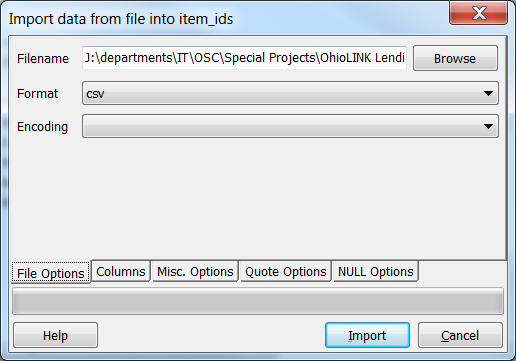 Import data from file into item_ids
Filename J:\departments\IT\OSC\Special Projects\OhioLINK Lendi Browse
Format csv
Encoding
File Options Columns Misc. Options Quote Options NULL Options
Help Import Cancel